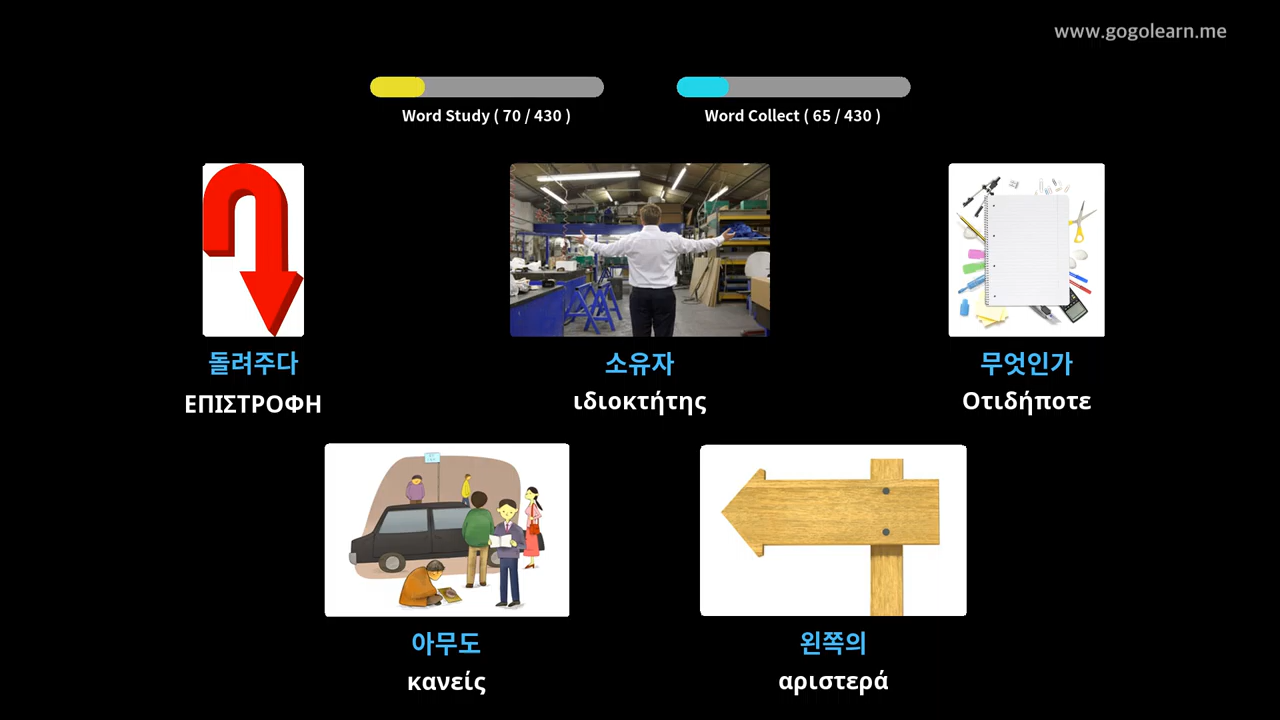 www.gogolearn.me
Word Study ( 70 / 430 )
Word Collect ( 65 / 430 )
돌려주다
ΕΠΙΣΤΡΟΦΗ
소유자
ιδιοκτήτης
무엇인가
Οτιδήποτε
아무도
κανείς
왼쪽의
αριστερά